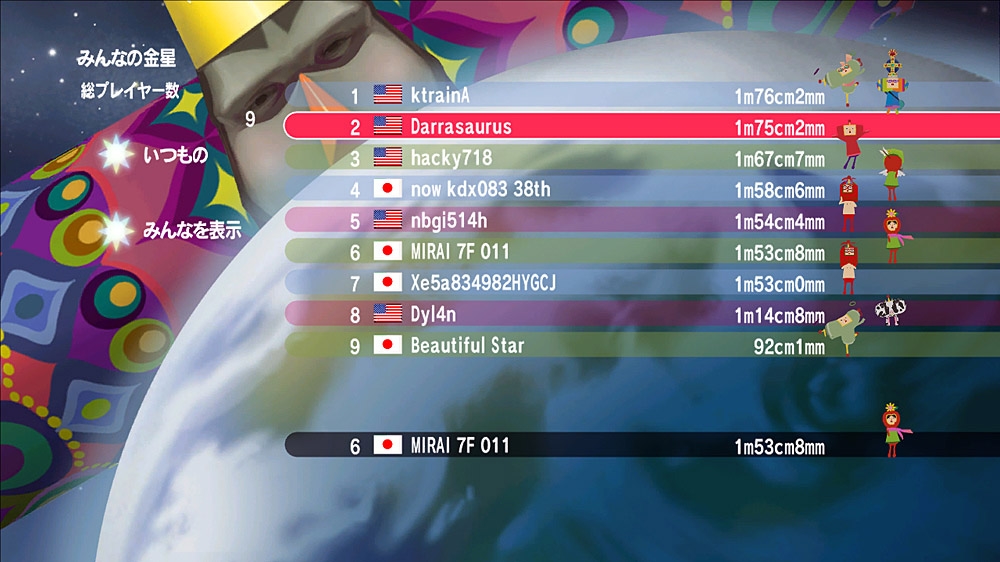 みんなの金星
総プレイヤー数
9
いつもの
みんなを表示
1 ktrainA 1m76cm2mm
2 Darrasaurus 1m75cm2mm
3 hacky718 1m67cm7mm
4 now kdx083 38th 1m58cm6mm
5 nbgi514h 1m54cm4mm
6 MIRAI 7F 011 1m53cm8mm
7 Xe5a834982HYGCJ 1m53cm0mm
8 Dyl4n 1m14cm8mm
9 Beautiful Star 92cm1mm
6 MIRAI 7F 011 1m53cm8mm